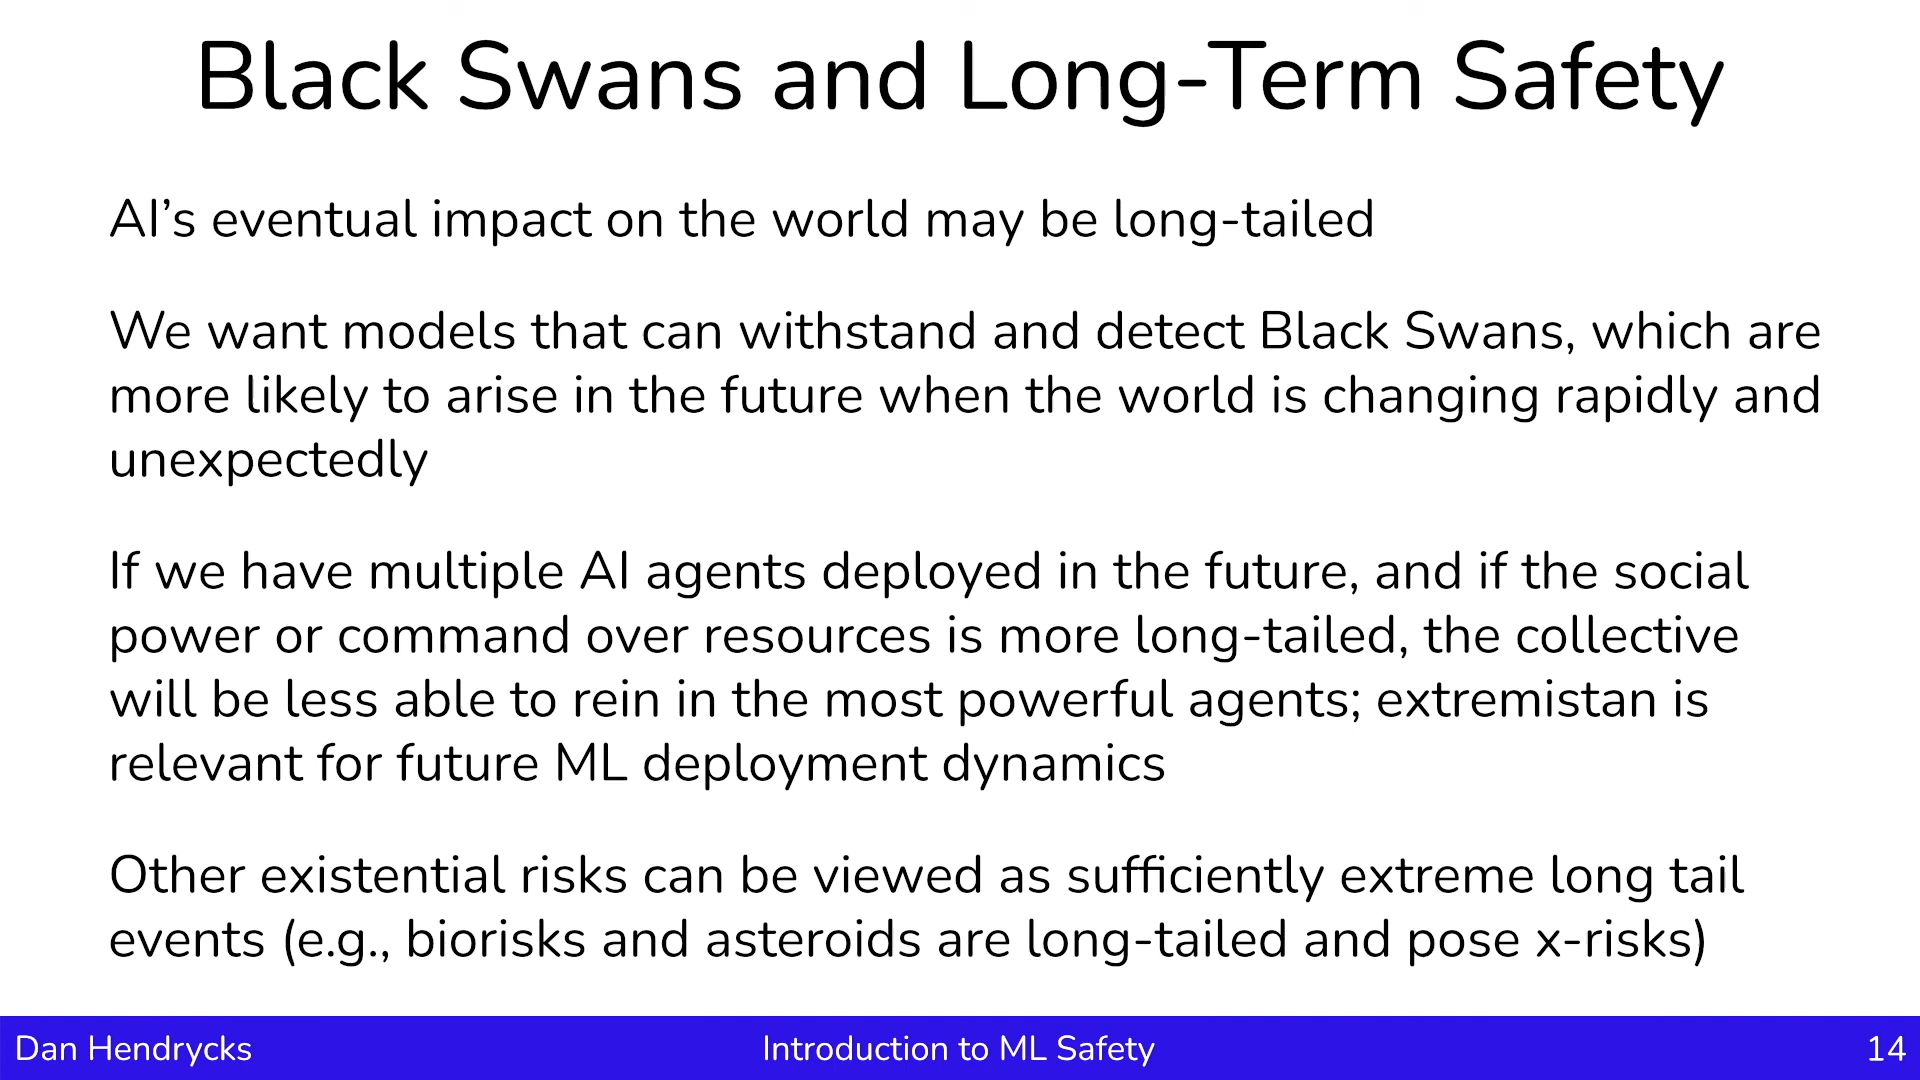 Black Swans and Long-Term Safety
AI’s eventual impact on the world may be long-tailed
We want models that can withstand and detect Black Swans, which are
more likely to arise in the future when the world is changing rapidly and
unexpectedly
If we have multiple AI agents deployed in the future, and if the social
power or command over resources is more long-tailed, the collective
will be less able to rein in the most powerful agents; extremistan is
relevant for future ML deployment dynamics
Other existential risks can be viewed as sufficiently extreme long tail
events (e.g., biorisks and asteroids are long-tailed and pose x-risks)
Dan Hendrycks
Introduction to ML Safety
14